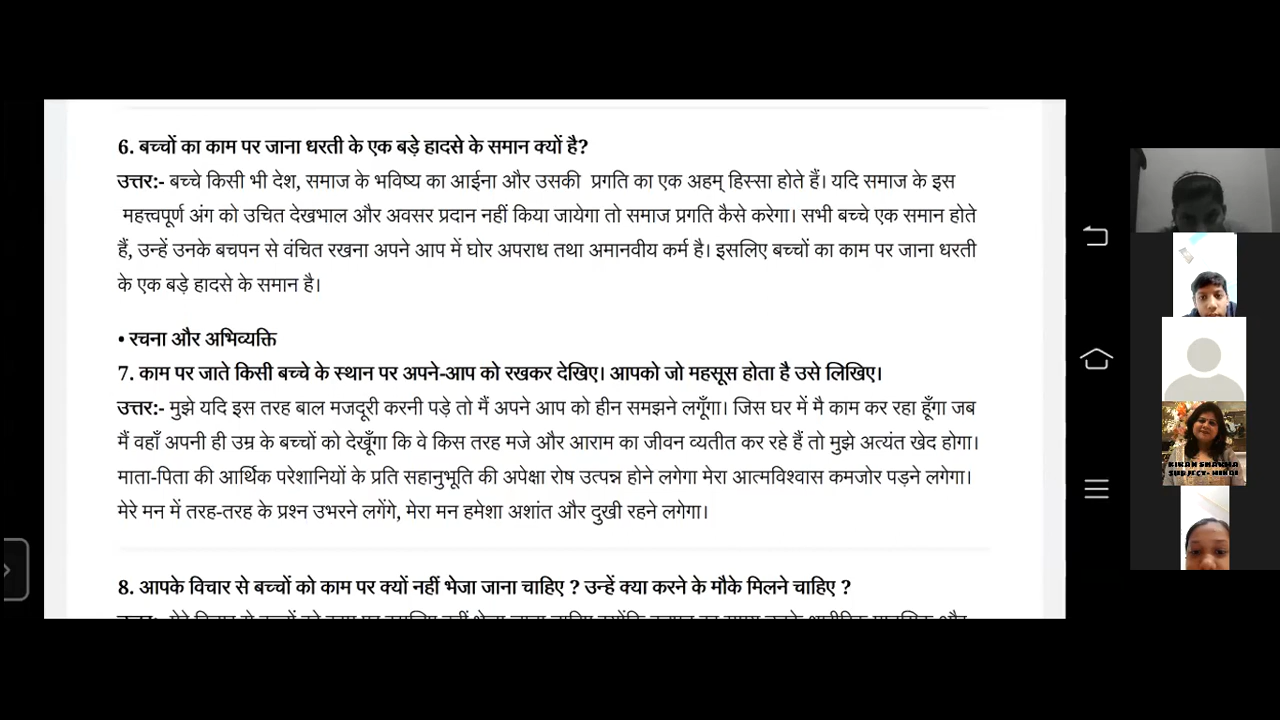 6. बच्चों का काम पर जाना धरती के एक बड़े हादसे के समान क्यों है?
उत्तर:- बच्चे किसी भी देश, समाज के भविष्य का आईना और उसकी प्रगति का एक अहम् हिस्सा होते हैं। यदि समाज के इस
महत्त्वपूर्ण अंग को उचित देखभाल और अवसर प्रदान नहीं किया जायेगा तो समाज प्रगति कैसे करेगा। सभी बच्चे एक समान होते
हैं, उन्हें उनके बचपन से वंचित रखना अपने आप में घोर अपराध तथा अमानवीय कर्म है। इसलिए बच्चों का काम पर जाना धरती
के एक बड़े हादसे के समान है।
• रचना और अभिव्यक्ति
7. काम पर जाते किसी बच्चे के स्थान पर अपने-आप को रखकर देखिए। आपको जो महसूस होता है उसे लिखिए।
उत्तर:- मुझे यदि इस तरह बाल मजदूरी करनी पड़े तो मैं अपने आप को हीन समझने लगूँगा। जिस घर में मै काम कर रहा हूँगा जब
मैं वहाँ अपनी ही उम्र के बच्चों को देखूँगा कि वे किस तरह मजे और आराम का जीवन व्यतीत कर रहे हैं तो मुझे अत्यंत खेद होगा।
माता-पिता की आर्थिक परेशानियों के प्रति सहानुभूति की अपेक्षा रोष उत्पन्न होने लगेगा मेरा आत्मविश्वास कमजोर पड़ने लगेगा।
मेरे मन में तरह-तरह के प्रश्न उभरने लगेंगे, मेरा मन हमेशा अशांत और दुखी रहने लगेगा।
8. आपके विचार से बच्चों को काम पर क्यों नहीं भेजा जाना चाहिए ? उन्हें क्या करने के मौके मिलने चाहिए ?
KIRAN SHARMA
SUBJECT- HINDI